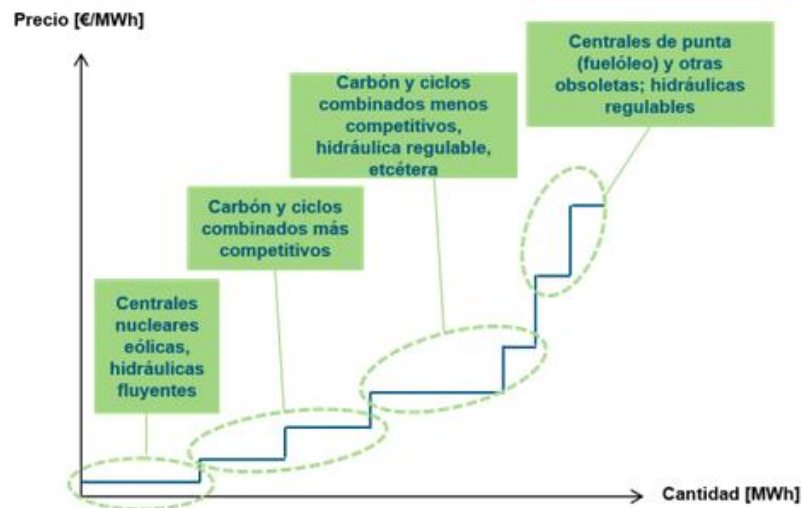 Precio [€/MWh]
Centrales de punta
(fuelóleo) y otras
obsoletas; hidráulicas
regulables
Carbón y ciclos
combinados menos
competitivos,
hidráulica regulable,
etcétera
Carbón y ciclos
combinados más
competitivos
Centrales
nucleares
eólicas,
hidráulicas
fluyentes
Cantidad [MWh]